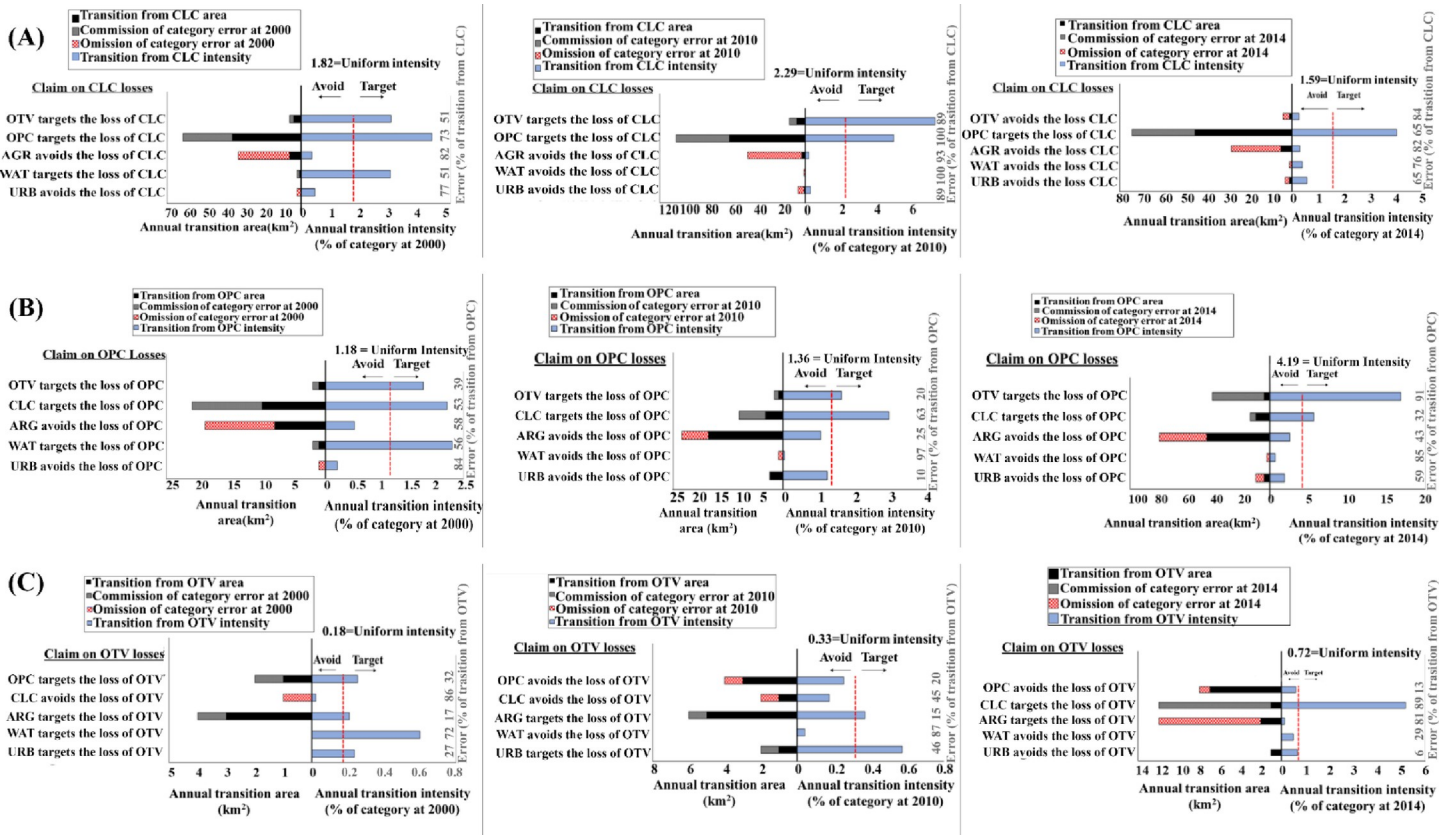 (A)
Transition from CLC area
Commission of category error at 2000
Omission of category error at 2000
Transition from CLC intensity
1.82=Uniform intensity
Claim on CLC losses
Avoid Target
OTV targets the loss of CLC 51
OPC targets the loss of CLC 73
AGR avoids the loss of CLC 82
WAT targets the loss of CLC 51
URB avoids the loss of CLC 77
Error (% of trasition from CLC)
70 60 50 40 30 20 10 0 1 2 3 4 5
Annual transition area(km²) Annual transition intensity
(% of category at 2000)
Transition from CLC area
Commission of category error at 2010
Omission of category error at 2010
Transition from CLC intensity
2.29=Uniform intensity
Claim on CLC losses
Avoid Target
OTV targets the loss of CLC 89
OPC targets the loss of CLC 100
AGR avoids the loss of CLC 93
WAT avoids the loss of CLC 100
URB avoids the loss of CLC 89
Error (% of trasition from CLC)
120 100 80 60 40 20 0 2 4 6
Annual transition area(km²) Annual transition intensity
(% of category at 2010)
Transition from CLC area
Commission of category error at 2014
Omission of category error at 2014
Transition from CLC intensity
1.59=Uniform intensity
Claim on CLC losses
Avoid Target
OTV avoids the loss CLC 84
OPC targets the loss CLC 65
AGR avoids the loss CLC 82
WAT avoids the loss CLC 76
URB avoids the loss CLC 65
Error (% of trasition from CLC)
80 60 40 20 0 1 2 3 4 5
Annual transition area(km²) Annual transition intensity
(% of category at 2014)
(B)
Transition from OPC area
Commission of category error at 2000
Omission of category error at 2000
Transition from OPC intensity
1.18 = Uniform Intensity
Claim on OPC Losses
Avoid Target
OTV targets the loss of OPC 39
CLC targets the loss of OPC 53
ARG avoids the loss of OPC 58
WAT targets the loss of OPC 56
URB avoids the loss of OPC 84
Error (% of trasition from OPC)
25 20 15 10 5 0 0.5 1 1.5 2 2.5
Annual transition area(km²) Annual transition intensity
(% of category at 2000)
Transition from OPC area
Commission of category error at 2010
Omission of category error at 2010
Transition from OPC intensity
1.36 = Uniform Intensity
Claim on OPC losses
Avoid Target
OTV targets the loss of OPC 20
CLC targets the loss of OPC 63
ARG avoids the loss of OPC 25
WAT avoids the loss of OPC 97
URB avoids the loss of OPC 10
Error (% of trasition from OPC)
25 20 15 10 5 0 1 2 3 4
Annual transition area (km²) Annual transition intensity
(% of category at 2010)
Transition from OPC area
Commission of category error at 2014
Omission of category error at 2014
Transition from OPC intensity
4.19 = Uniform Intensity
Claim on OPC losses
Avoid Target
OTV targets the loss of OPC 91
CLC targets the loss of OPC 32
ARG avoids the loss of OPC 43
WAT avoids the loss of OPC 85
URB avoids the loss of OPC 59
Error (% of trasition from OPC)
100 80 60 40 20 0 5 10 15 20
Annual transition area(km²) Annual transition intensity
(% of category at 2014)
(C)
Transition from OTV area
Commission of category error at 2000
Omission of category error at 2000
Transition from OTV intensity
0.18=Uniform intensity
Claim on OTV losses
Avoid Target
OPC targets the loss of OTV 32
CLC avoids the loss of OTV 86
ARG targets the loss of OTV 17
WAT targets the loss of OTV 72
URB targets the loss of OTV 27
Error (% of trasition from OTV)
5 4 3 2 1 0 0.2 0.4 0.6 0.8
Annual transition area (km²) Annual transition intensity
(% of category at 2000)
Transition from OTV area
Commission of category error at 2010
Omission of category error at 2010
Transition from OTV intensity
0.33=Uniform intensity
Claim on OTV losses
Avoid Target
OPC avoids the loss of OTV 20
CLC avoids the loss of OTV 45
ARG targets the loss of OTV 15
WAT avoids the loss of OTV 87
URB targets the loss of OTV 46
Error (% of trasition from OTV)
8 6 4 2 0 0.2 0.4 0.6 0.8
Annual transition area (km²) Annual transition intensity
(% of category at 2010)
Transition from OTV area
Commission of category error at 2014
Omission of category error at 2014
Transition from OTV intensity
0.72=Uniform intensity
Claim on OTV losses
Avoid Target
OPC avoids the loss of OTV 13
CLC targets the loss of OTV 89
ARG targets the loss of OTV 81
WAT avoids the loss of OTV 29
URB avoids the loss of OTV 6
Error (% of trasition from OTV)
14 12 10 8 6 4 2 0 1 2 3 4 5 6
Annual transition area (km²) Annual transition intensity
(% of category at 2014)